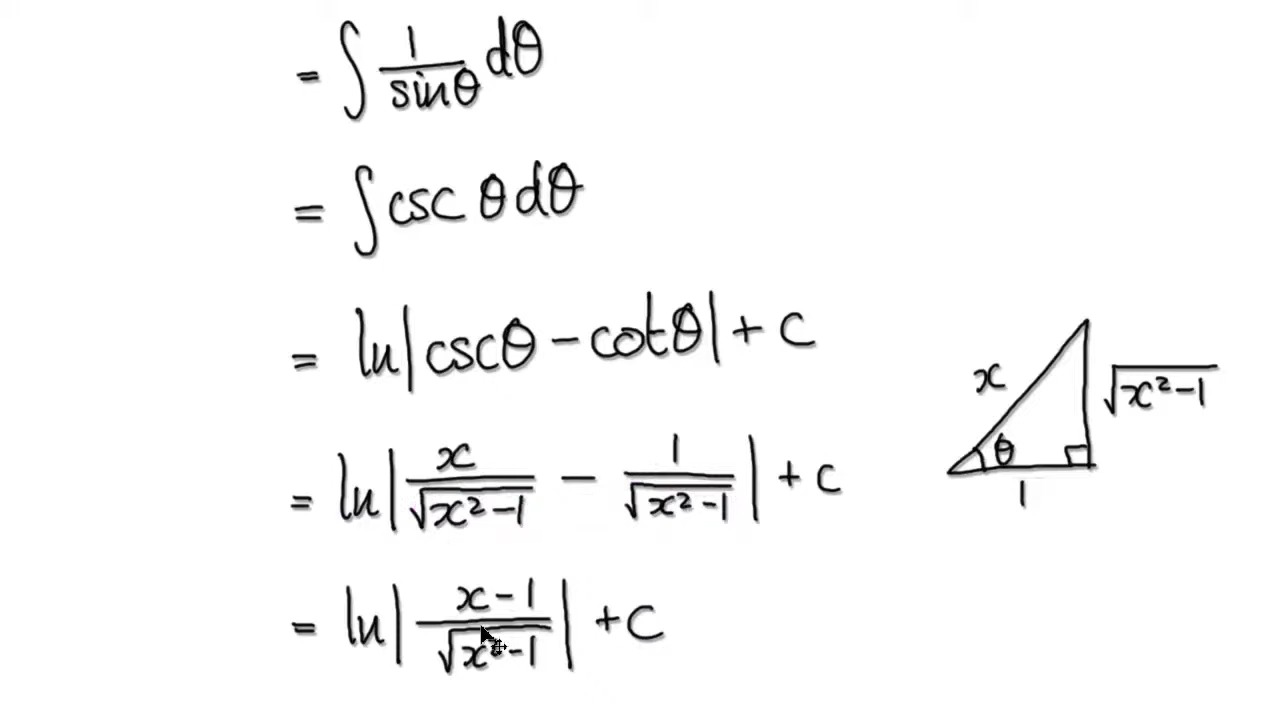 = ∫ 1/sinθ dθ
= ∫ csc θ dθ
= ln|cscθ − cotθ| + c
= ln|x/√(x²−1) − 1/√(x²−1)| + c
= ln|(x−1)/√(x²−1)| + c
x
√(x²−1)
θ
1